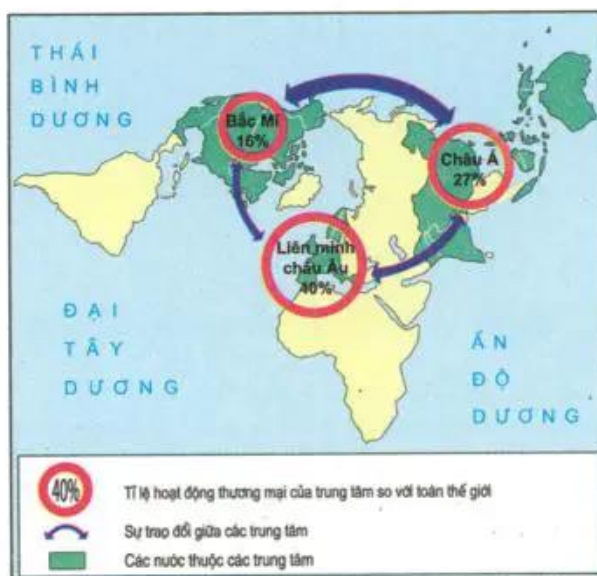 THÁI
BÌNH
DƯƠNG
Bắc Mĩ
16%
Châu Á
27%
Liên minh
châu Âu
40%
ĐẠI
TÂY
DƯƠNG
ẤN
ĐỘ
DƯƠNG
40%
Tỉ lệ hoạt động thương mại của trung tâm so với toàn thế giới
Sự trao đổi giữa các trung tâm
Các nước thuộc các trung tâm